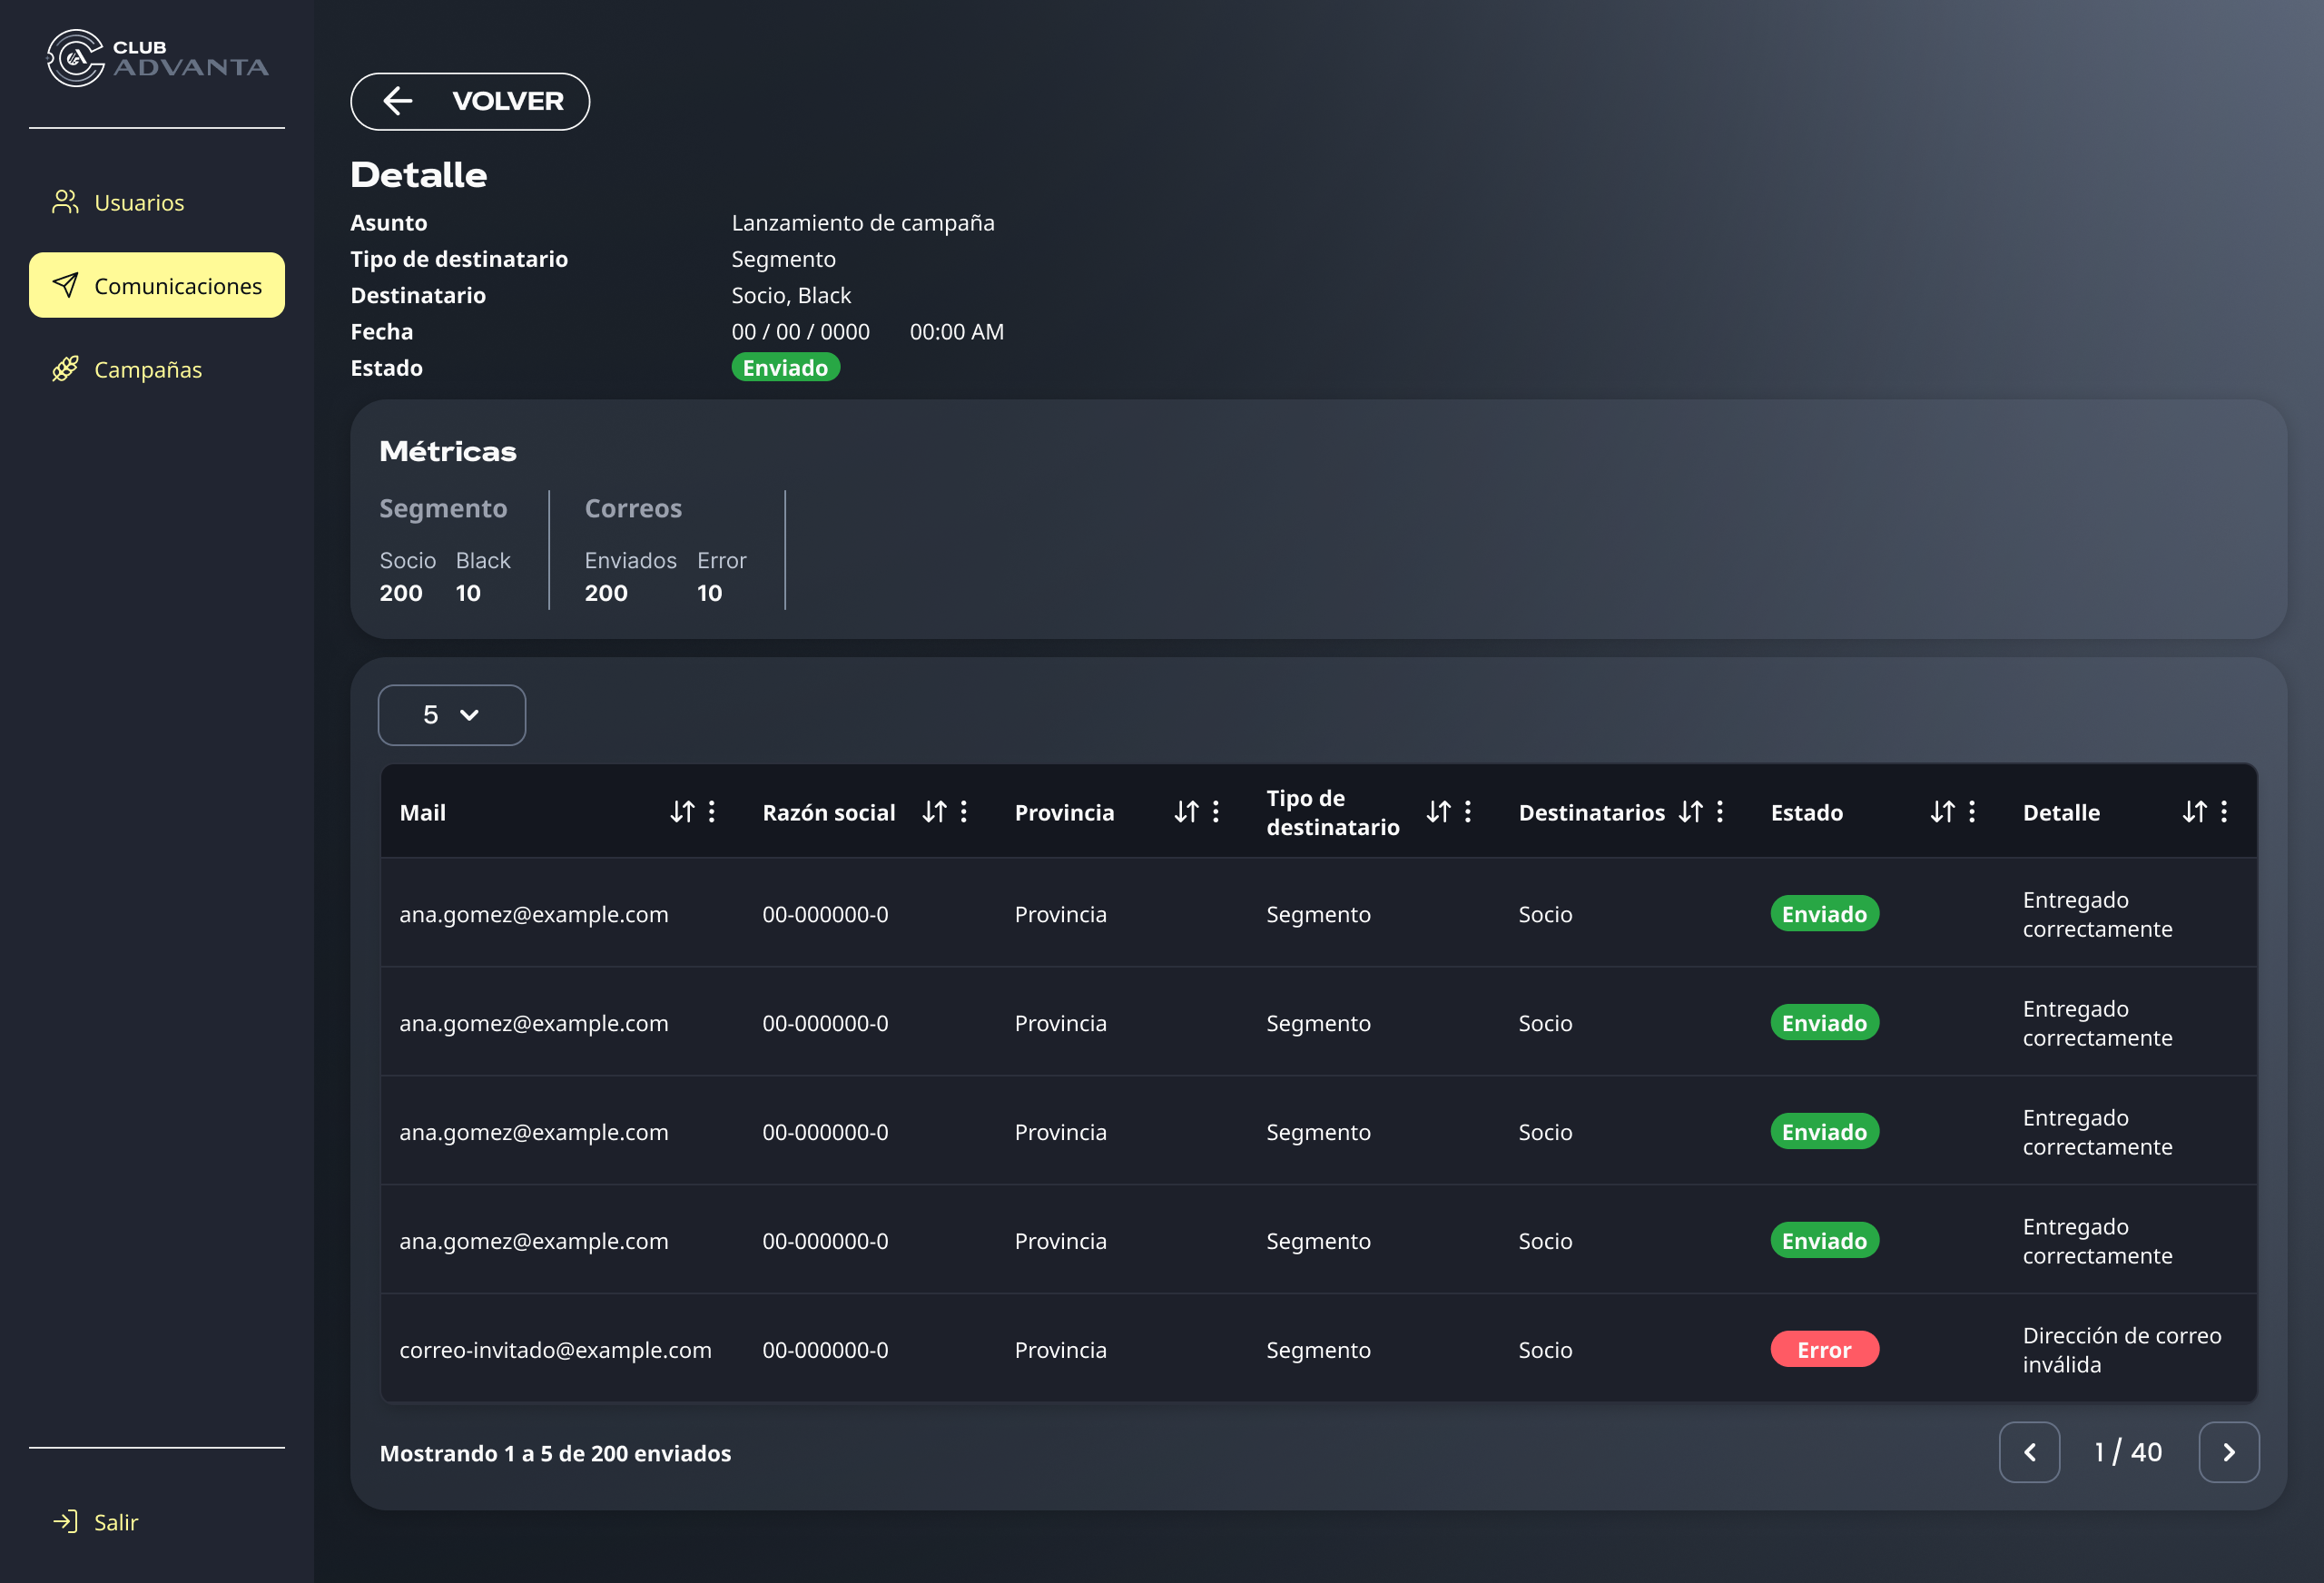 CLUB
ADVANTA
Usuarios
Comunicaciones
Campañas
Salir
VOLVER
Detalle
Asunto Lanzamiento de campaña
Tipo de destinatario Segmento
Destinatario Socio, Black
Fecha 00 / 00 / 0000 00:00 AM
Estado Enviado
Métricas
Segmento Correos
Socio Black Enviados Error
200 10 200 10
5
Mail Razón social Provincia Tipo de destinatario Destinatarios Estado Detalle
ana.gomez@example.com 00-000000-0 Provincia Segmento Socio Enviado Entregado correctamente
ana.gomez@example.com 00-000000-0 Provincia Segmento Socio Enviado Entregado correctamente
ana.gomez@example.com 00-000000-0 Provincia Segmento Socio Enviado Entregado correctamente
ana.gomez@example.com 00-000000-0 Provincia Segmento Socio Enviado Entregado correctamente
correo-invitado@example.com 00-000000-0 Provincia Segmento Socio Error Dirección de correo inválida
Mostrando 1 a 5 de 200 enviados
1 / 40